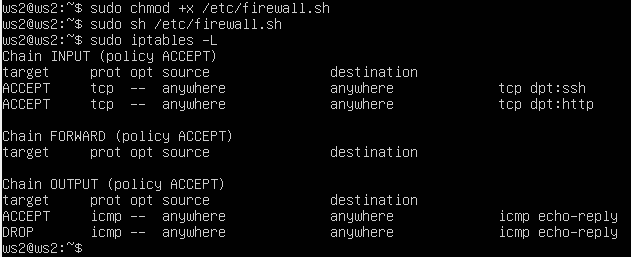 ws2@ws2:~$ sudo chmod +x /etc/firewall.sh
ws2@ws2:~$ sudo sh /etc/firewall.sh
ws2@ws2:~$ sudo iptables -L
Chain INPUT (policy ACCEPT)
target     prot opt source               destination
ACCEPT     tcp  --  anywhere             anywhere             tcp dpt:ssh
ACCEPT     tcp  --  anywhere             anywhere             tcp dpt:http

Chain FORWARD (policy ACCEPT)
target     prot opt source               destination

Chain OUTPUT (policy ACCEPT)
target     prot opt source               destination
ACCEPT     icmp --  anywhere             anywhere             icmp echo-reply
DROP       icmp --  anywhere             anywhere             icmp echo-reply
ws2@ws2:~$